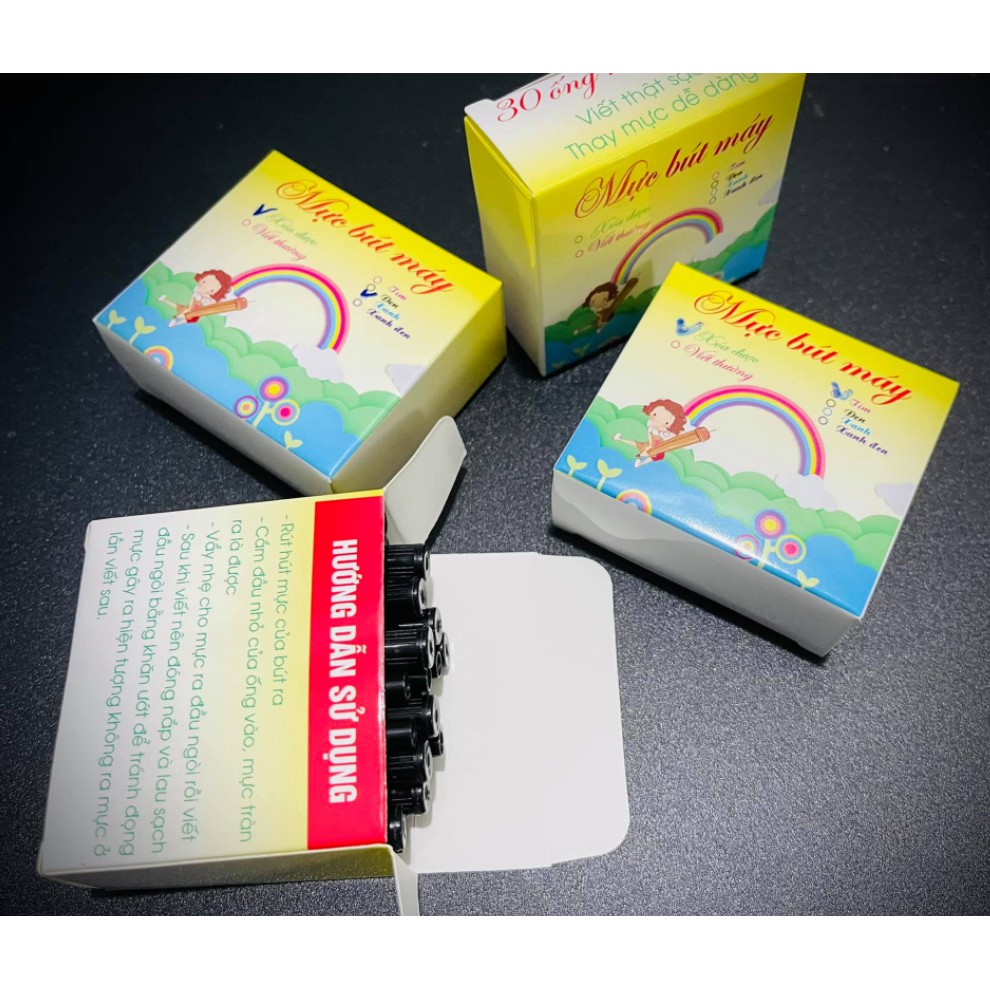 Mực bút máy
Xóa được
Viết thường
Tím
Đen
Xanh
Xanh đen
30 ống
Viết thật sạ
Thay mực dễ dàng
Mực bút máy
Xóa được
Viết thường
Tím
Đen
Xanh
Xanh đen
Mực bút máy
Xóa được
Viết thường
Tím
Đen
Xanh
Xanh đen
HƯỚNG DẪN SỬ DỤNG
- Rút hút mực của bút ra
- Cắm đầu nhỏ của ống vào, mực tràn
ra là được
- Vẩy nhẹ cho mực ra đầu ngòi rồi viết
- Sau khi viết nên đóng nắp và lau sạch
đầu ngòi bằng khăn ướt để tránh đọng
mực gây ra hiện tượng không ra mực ở
lần viết sau.